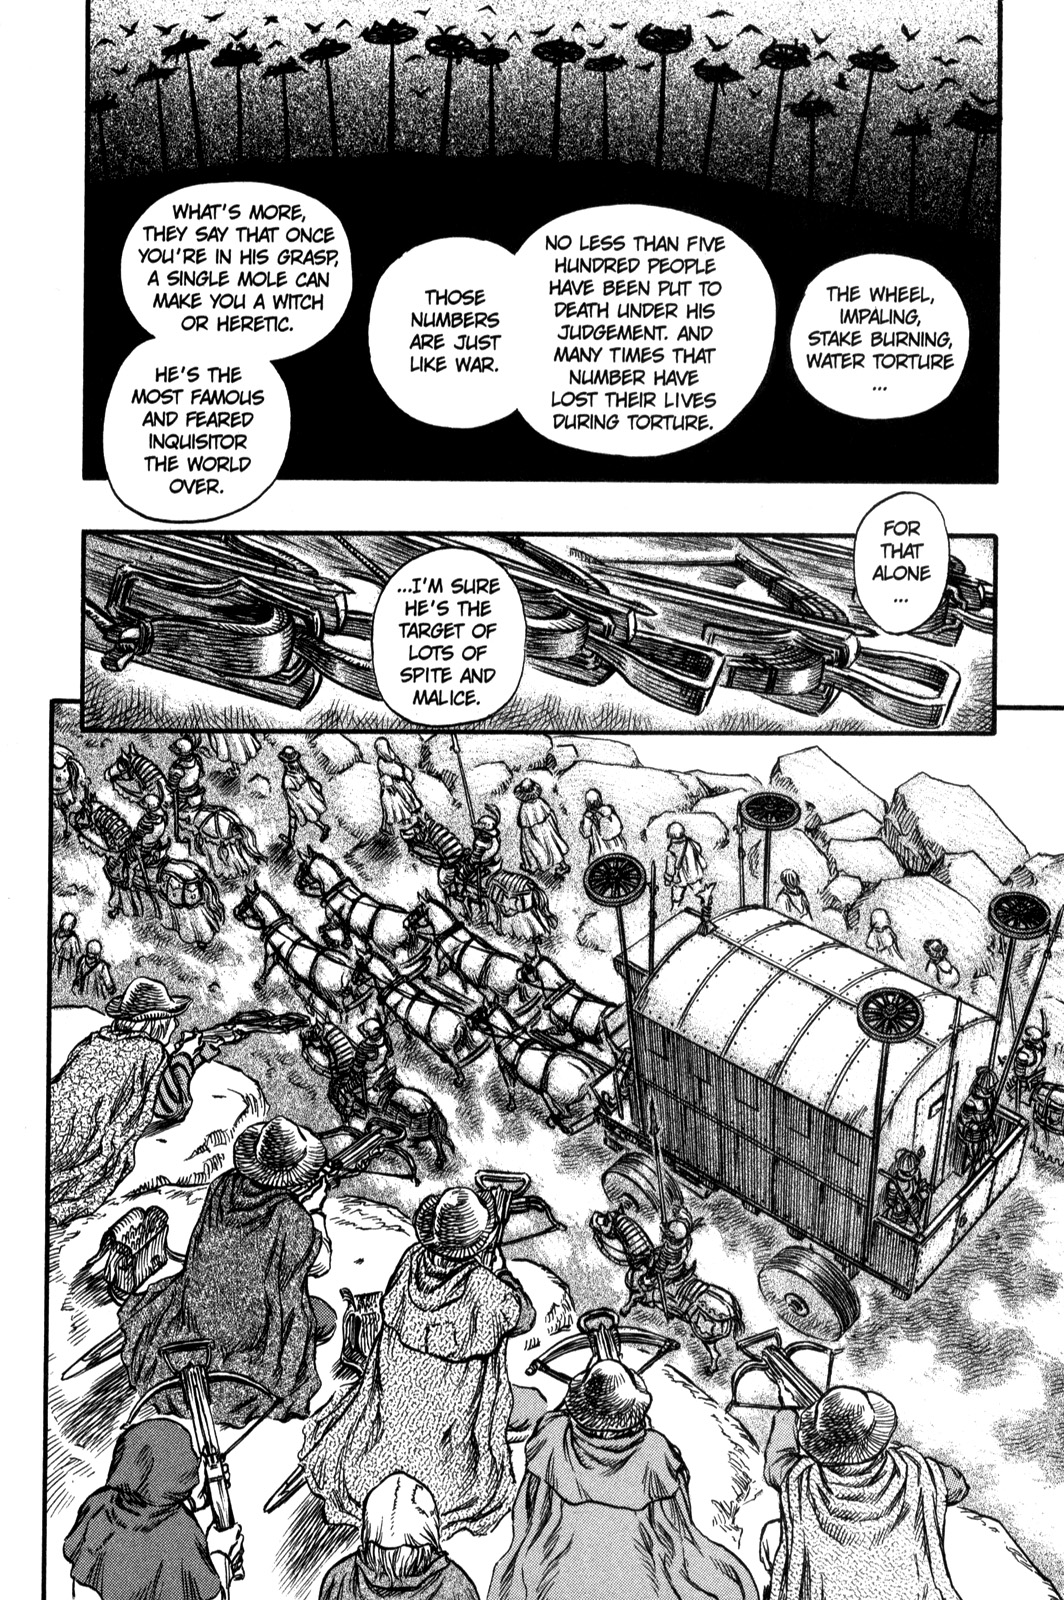 THE WHEEL,
IMPALING,
STAKE BURNING,
WATER TORTURE
...
NO LESS THAN FIVE
HUNDRED PEOPLE
HAVE BEEN PUT TO
DEATH UNDER HIS
JUDGEMENT. AND
MANY TIMES THAT
NUMBER HAVE
LOST THEIR LIVES
DURING TORTURE.
THOSE
NUMBERS
ARE JUST
LIKE WAR.
WHAT'S MORE,
THEY SAY THAT ONCE
YOU'RE IN HIS GRASP,
A SINGLE MOLE CAN
MAKE YOU A WITCH
OR HERETIC.
HE'S THE
MOST FAMOUS
AND FEARED
INQUISITOR
THE WORLD
OVER.
FOR
THAT
ALONE
...
...I'M SURE
HE'S THE
TARGET OF
LOTS OF
SPITE AND
MALICE.